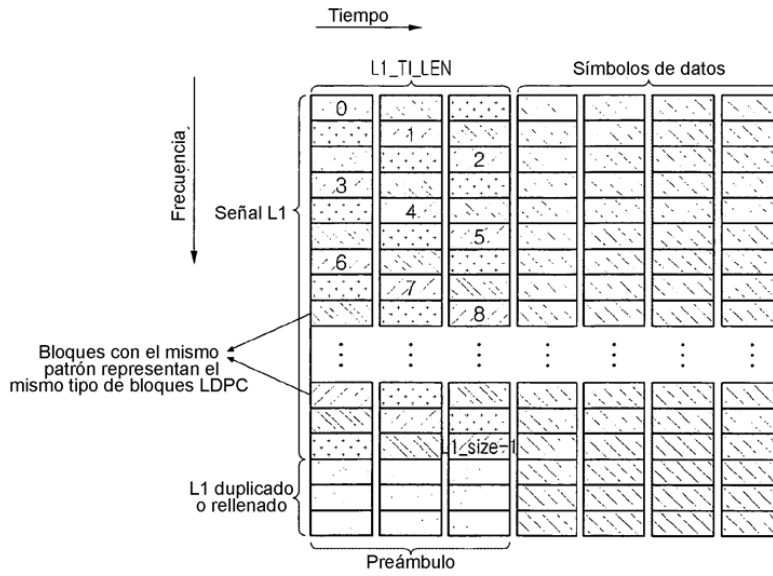 Tiempo
L1_TI_LEN
Símbolos de datos
Frecuencia
Señal L1
0
1
2
3
4
5
6
7
8
Bloques con el mismo
patrón representan el
mismo tipo de bloques LDPC
L1_size-1
L1 duplicado
o rellenado
Preámbulo